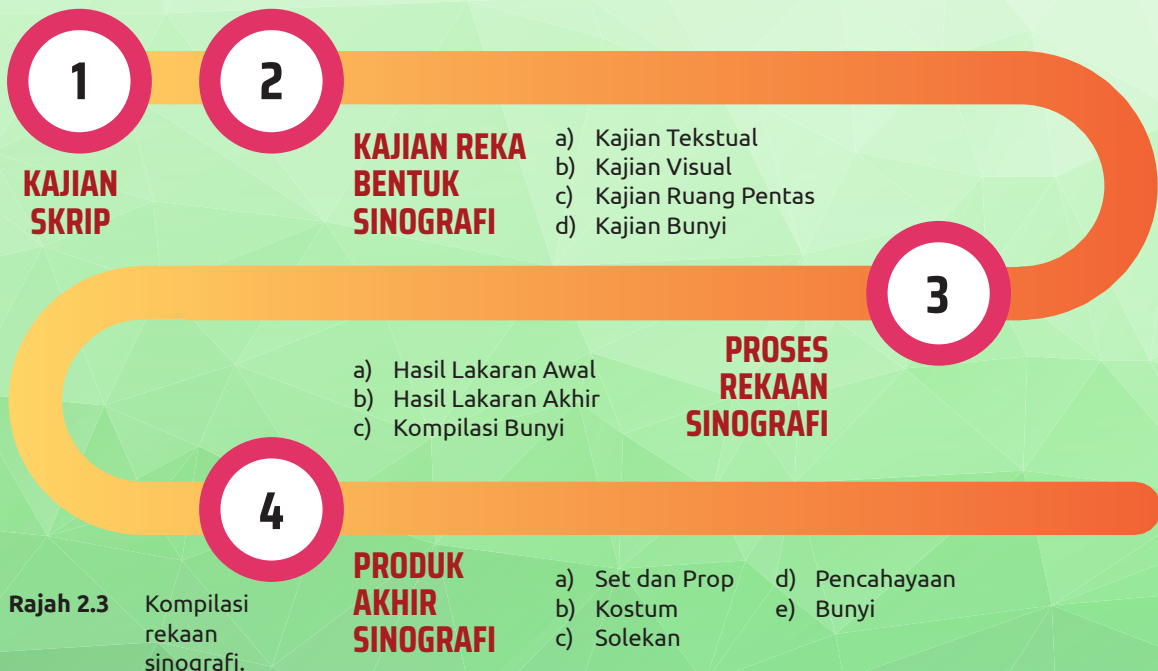 1
KAJIAN
SKRIP
2
KAJIAN REKA
BENTUK
SINOGRAFI
a) Kajian Tekstual
b) Kajian Visual
c) Kajian Ruang Pentas
d) Kajian Bunyi
3
PROSES
REKAAN
SINOGRAFI
a) Hasil Lakaran Awal
b) Hasil Lakaran Akhir
c) Kompilasi Bunyi
4
PRODUK
AKHIR
SINOGRAFI
a) Set dan Prop
b) Kostum
c) Solekan
d) Pencahayaan
e) Bunyi
Rajah 2.3 Kompilasi
rekaan
sinografi.